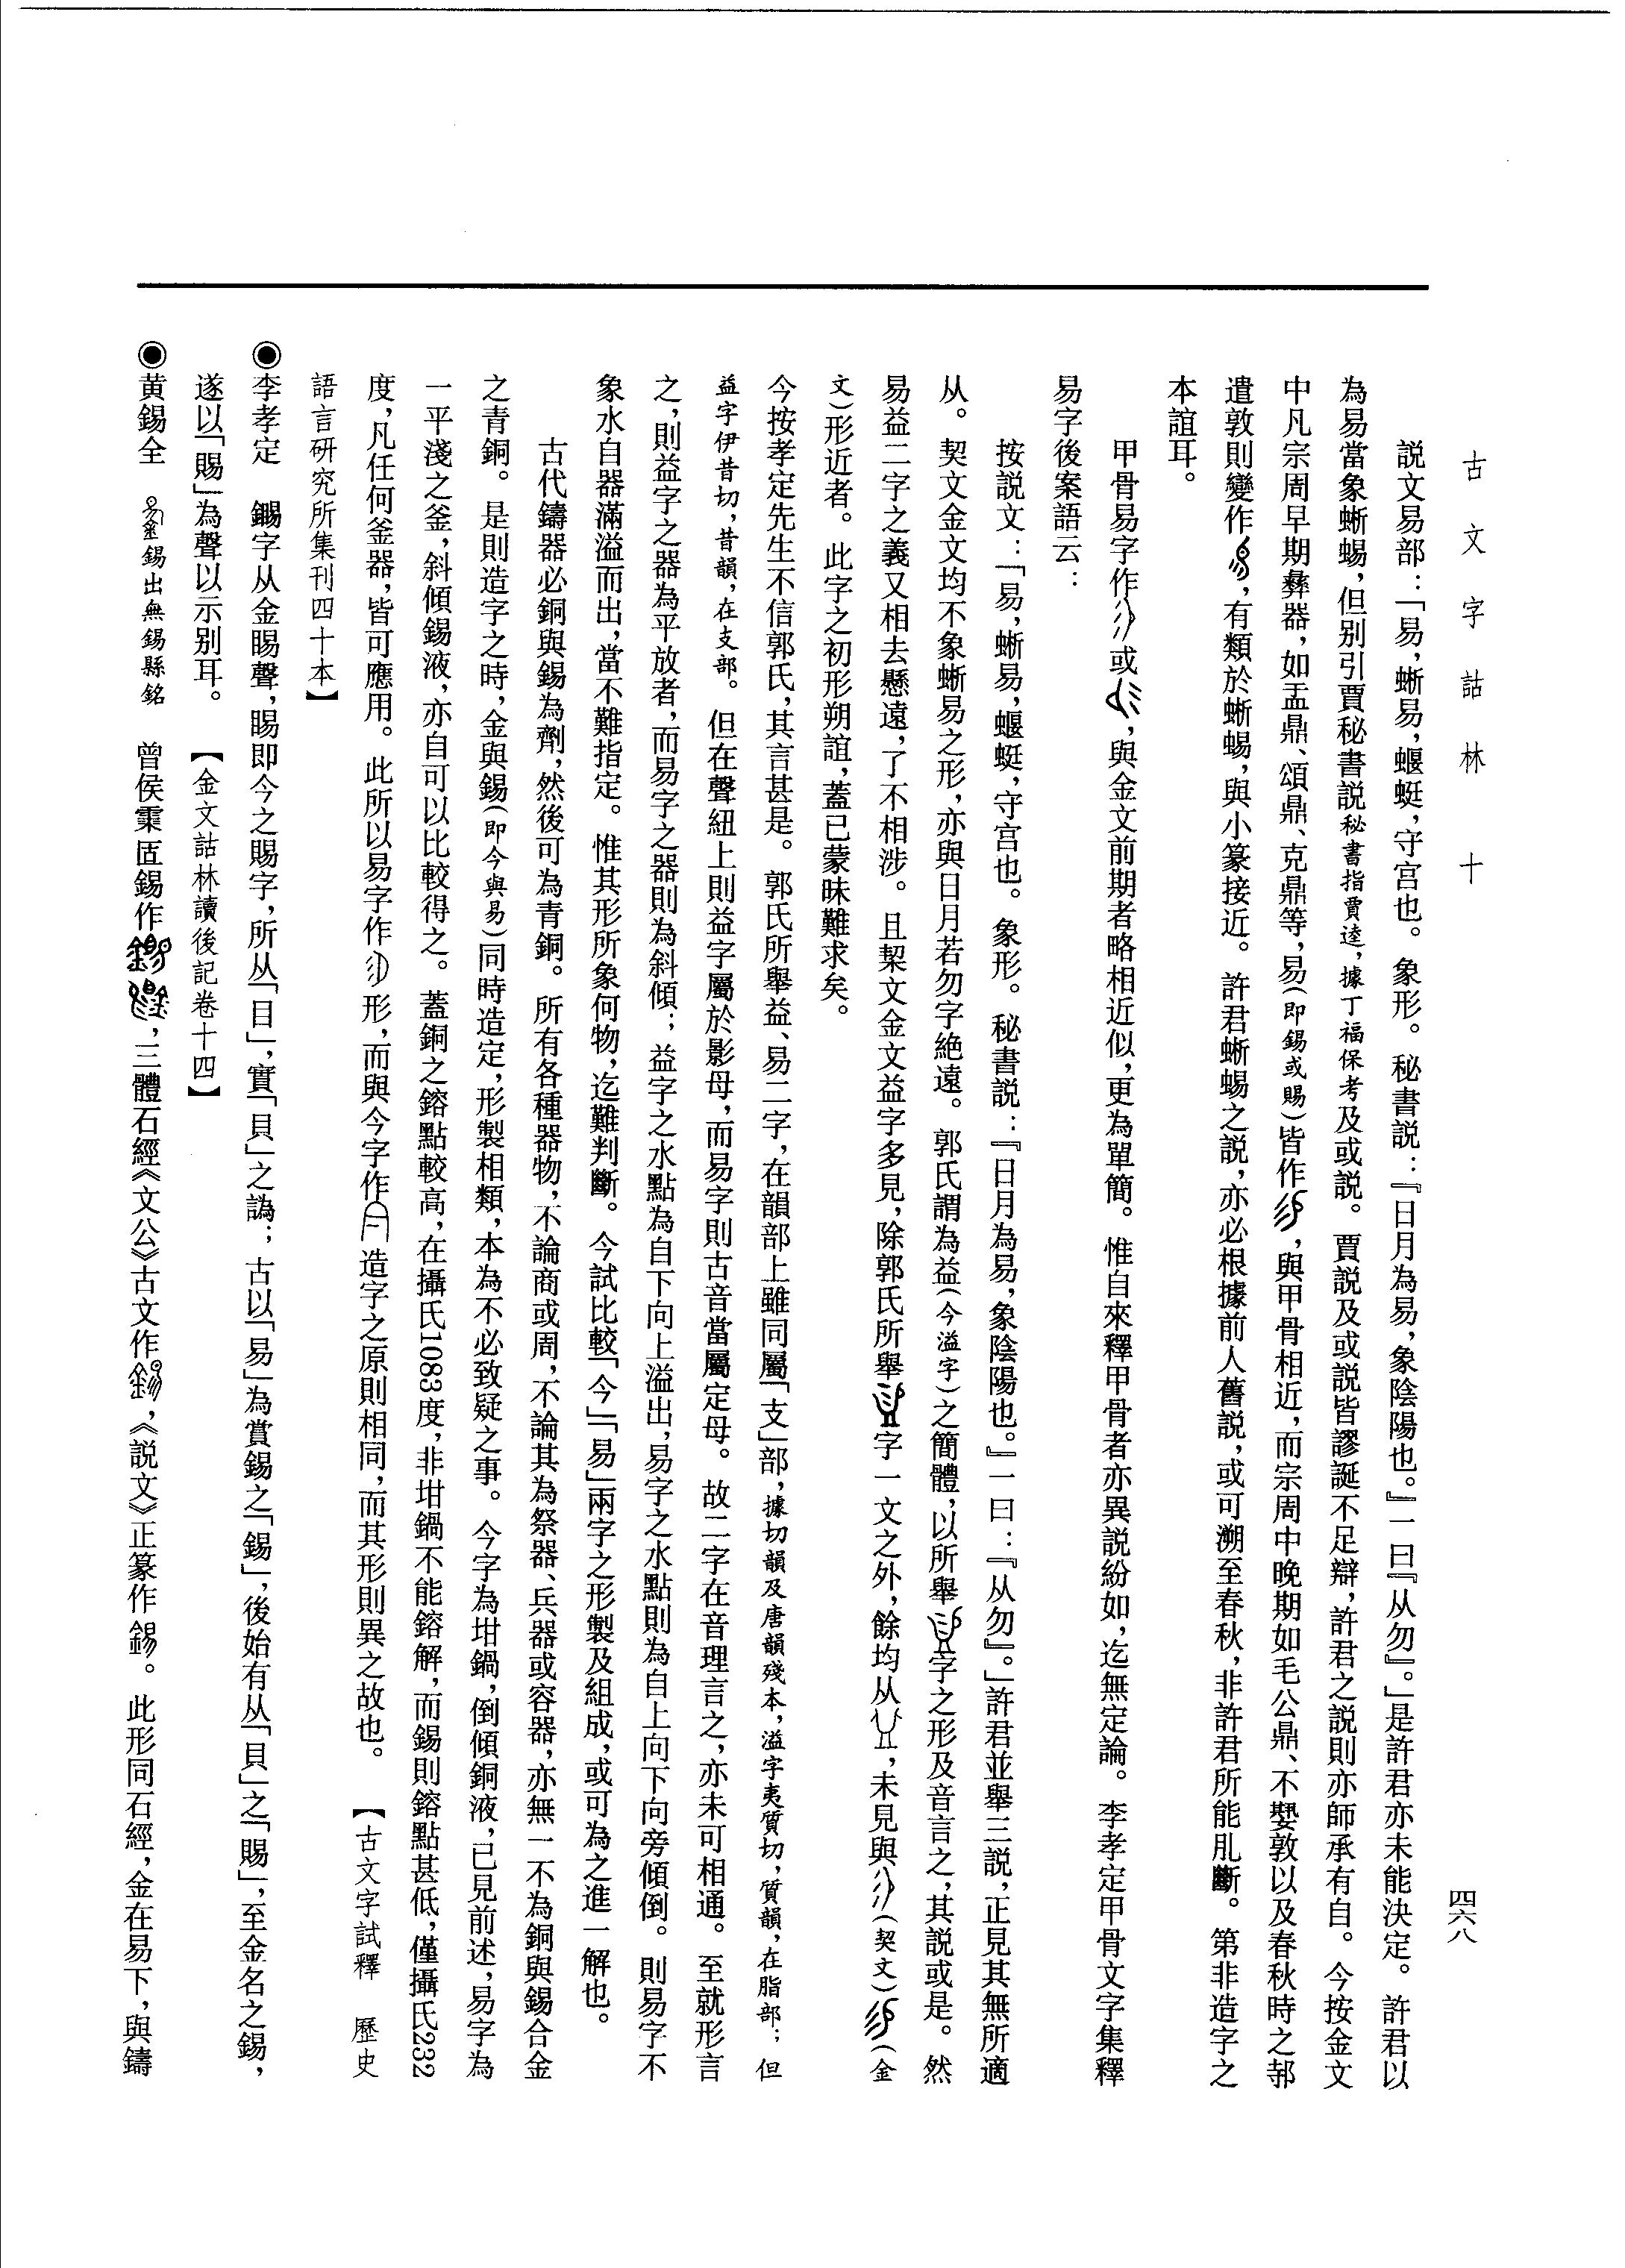 古文字詁林 十
四六八
説文易部：「易，蜥易，蝘蜓，守宫也。象形。秘書説：『日月為易，象陰陽也。』一曰『从勿』。」是許君亦未能決定。許君以
為易當象蜥蜴，但别引賈秘書説秘書指賈逵，據丁福保考及或説。賈説及或説皆謬誕不足辯，許君之説則亦師承有自。今按金文
中凡宗周早期彝器，如盂鼎、頌鼎、克鼎等，易（即錫或賜）皆作，與甲骨相近，而宗周中晚期如毛公鼎、不㜏敦以及春秋時之邿
遣敦則變作，有類於蜥蜴，與小篆接近。許君蜥蜴之説，亦必根據前人舊説，或可溯至春秋，非許君所能肊斷。第非造字之
本誼耳。
甲骨易字作或，與金文前期者略相近似，更為單簡。惟自來釋甲骨者亦異説紛如，迄無定論。李孝定甲骨文字集釋
易字後案語云：
按説文：「易，蜥易，蝘蜓，守宫也。象形。秘書説：『日月為易，象陰陽也。』一曰：『从勿』。」許君並舉三説，正見其無所適
从。契文金文均不象蜥易之形，亦與日月若勿字絶遠。郭氏謂為益（今溢字）之簡體，以所舉字之形及音言之，其説或是。然
易益二字之義又相去懸遠，了不相涉。且栔文金文益字多見，除郭氏所舉字一文之外，餘均从，未見與（契文）（金
文）形近者。此字之初形朔誼，蓋已蒙昧難求矣。
今按孝定先生不信郭氏，其言甚是。郭氏所舉益、易二字，在韻部上雖同屬「支」部，據切韻及唐韻殘本，溢字夷質切，質韻，在脂部；但
益字伊昔切，昔韻，在支部。但在聲紐上則益字屬於影母，而易字則古音當屬定母。故二字在音理言之，亦未可相通。至就形言
之，則益字之器為平放者，而易字之器則為斜傾；益字之水點為自下向上溢出，易字之水點則為自上向下向旁傾倒。則易字不
象水自器滿溢而出，當不難指定。惟其形所象何物，迄難判斷。今試比較「今」「易」兩字之形製及組成，或可為之進一解也。
古代鑄器必銅與錫為劑，然後可為青銅。所有各種器物，不論商或周，不論其為祭器、兵器或容器，亦無一不為銅與錫合金
之青銅。是則造字之時，金與錫（即今與易）同時造定，形製相類，本為不必致疑之事。今字為坩鍋，倒傾銅液，已見前述，易字為
一平淺之釜，斜傾錫液，亦自可以比較得之。蓋銅之鎔點較高，在攝氏1083度，非坩鍋不能鎔解，而錫則鎔點甚低，僅攝氏232
度，凡任何釜器，皆可應用。此所以易字作形，而與今字作造字之原則相同，而其形則異之故也。【古文字試釋 歷史
語言研究所集刊四十本】
◉李孝定 鍚字从金賜聲，賜即今之賜字，所从「目」，實「貝」之譌；古以「易」為賞錫之「錫」，後始有从「貝」之「賜」，至金名之錫，
遂以「賜」為聲以示别耳。【金文詁林讀後記卷十四】
◉黄錫全 錫出無錫縣銘 曾侯乘匜錫作，三體石經《文公》古文作，《説文》正篆作。此形同石經，金在易下，與鑄